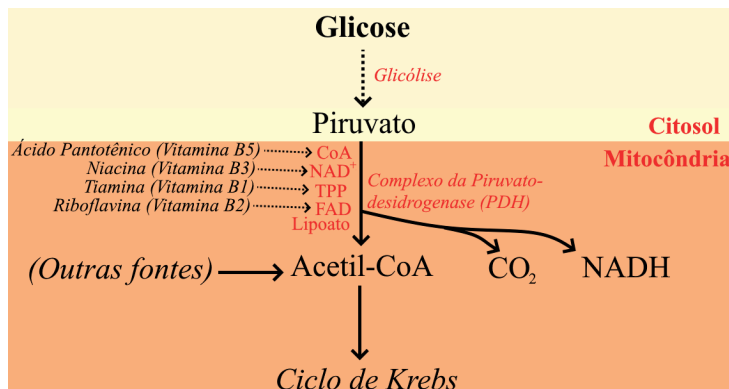 Glicose
Glicólise
Piruvato
Citosol
Mitocôndria
Ácido Pantotênico (Vitamina B5)
CoA
Niacina (Vitamina B3)
NAD⁺
Tiamina (Vitamina B1)
TPP
Riboflavina (Vitamina B2)
FAD
Lipoato
Complexo da Piruvato-
desidrogenase (PDH)
(Outras fontes)
Acetil-CoA
CO₂
NADH
Ciclo de Krebs